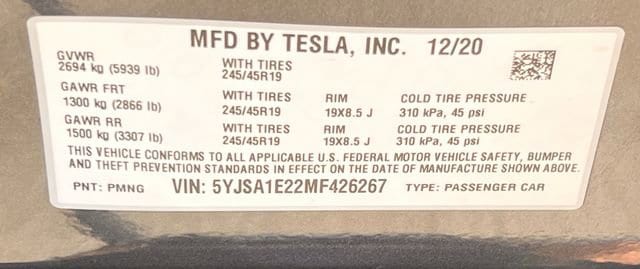 MFD BY TESLA, INC. 12/20
GVWR
2694 kg (5939 lb) WITH TIRES
245/45R19
GAWR FRT
1300 kg (2866 lb) WITH TIRES RIM COLD TIRE PRESSURE
245/45R19 19X8.5 J 310 kPa, 45 psi
GAWR RR
1500 kg (3307 lb) WITH TIRES RIM COLD TIRE PRESSURE
245/45R19 19X8.5 J 310 kPa, 45 psi
THIS VEHICLE CONFORMS TO ALL APPLICABLE U.S. FEDERAL MOTOR VEHICLE SAFETY, BUMPER
AND THEFT PREVENTION STANDARDS IN EFFECT ON THE DATE OF MANUFACTURE SHOWN ABOVE.
PNT: PMNG VIN: 5YJSA1E22MF426267 TYPE: PASSENGER CAR